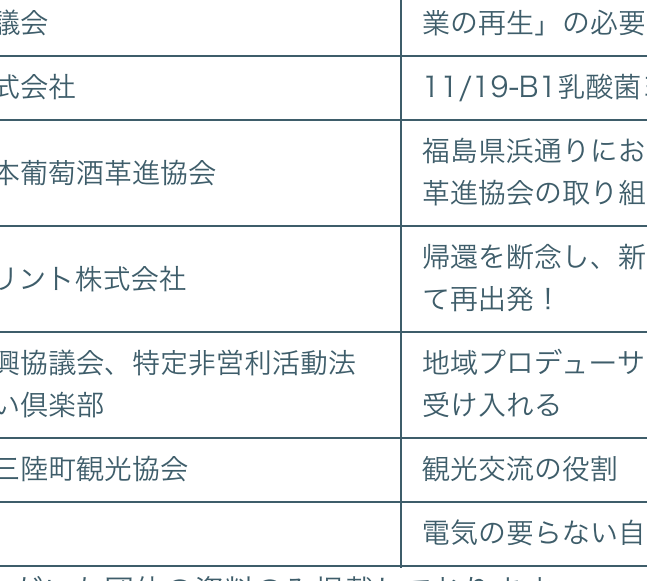 議会
業の再生」の必要
式会社
11/19-B1乳酸菌
本葡萄酒革進協会
福島県浜通りにお
革進協会の取り組
リント株式会社
帰還を断念し、新
て再出発！
興協議会、特定非営利活動法
い倶楽部
地域プロデューサ
受け入れる
三陸町観光協会
観光交流の役割
電気の要らない自